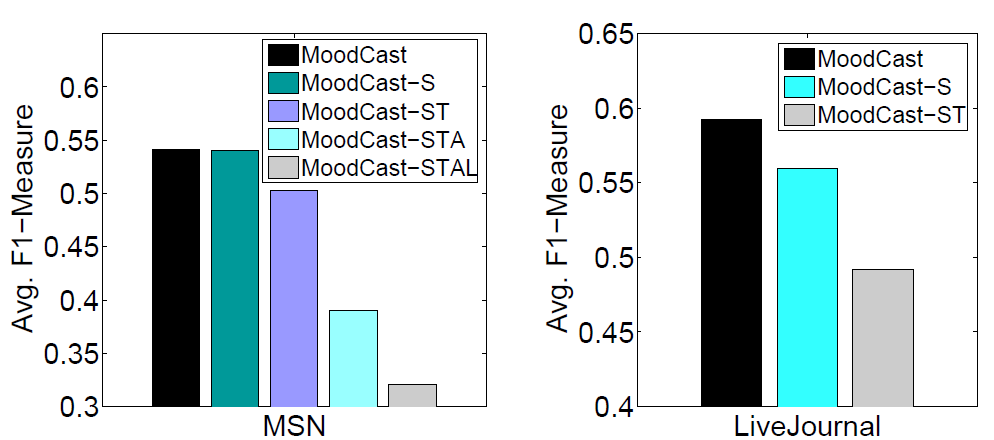 Avg. F1−Measure
0.6
0.55
0.5
0.45
0.4
0.35
0.3
MoodCast
MoodCast−S
MoodCast−ST
MoodCast−STA
MoodCast−STAL
MSN
Avg. F1−Measure
0.65
0.6
0.55
0.5
0.45
0.4
MoodCast
MoodCast−S
MoodCast−ST
LiveJournal